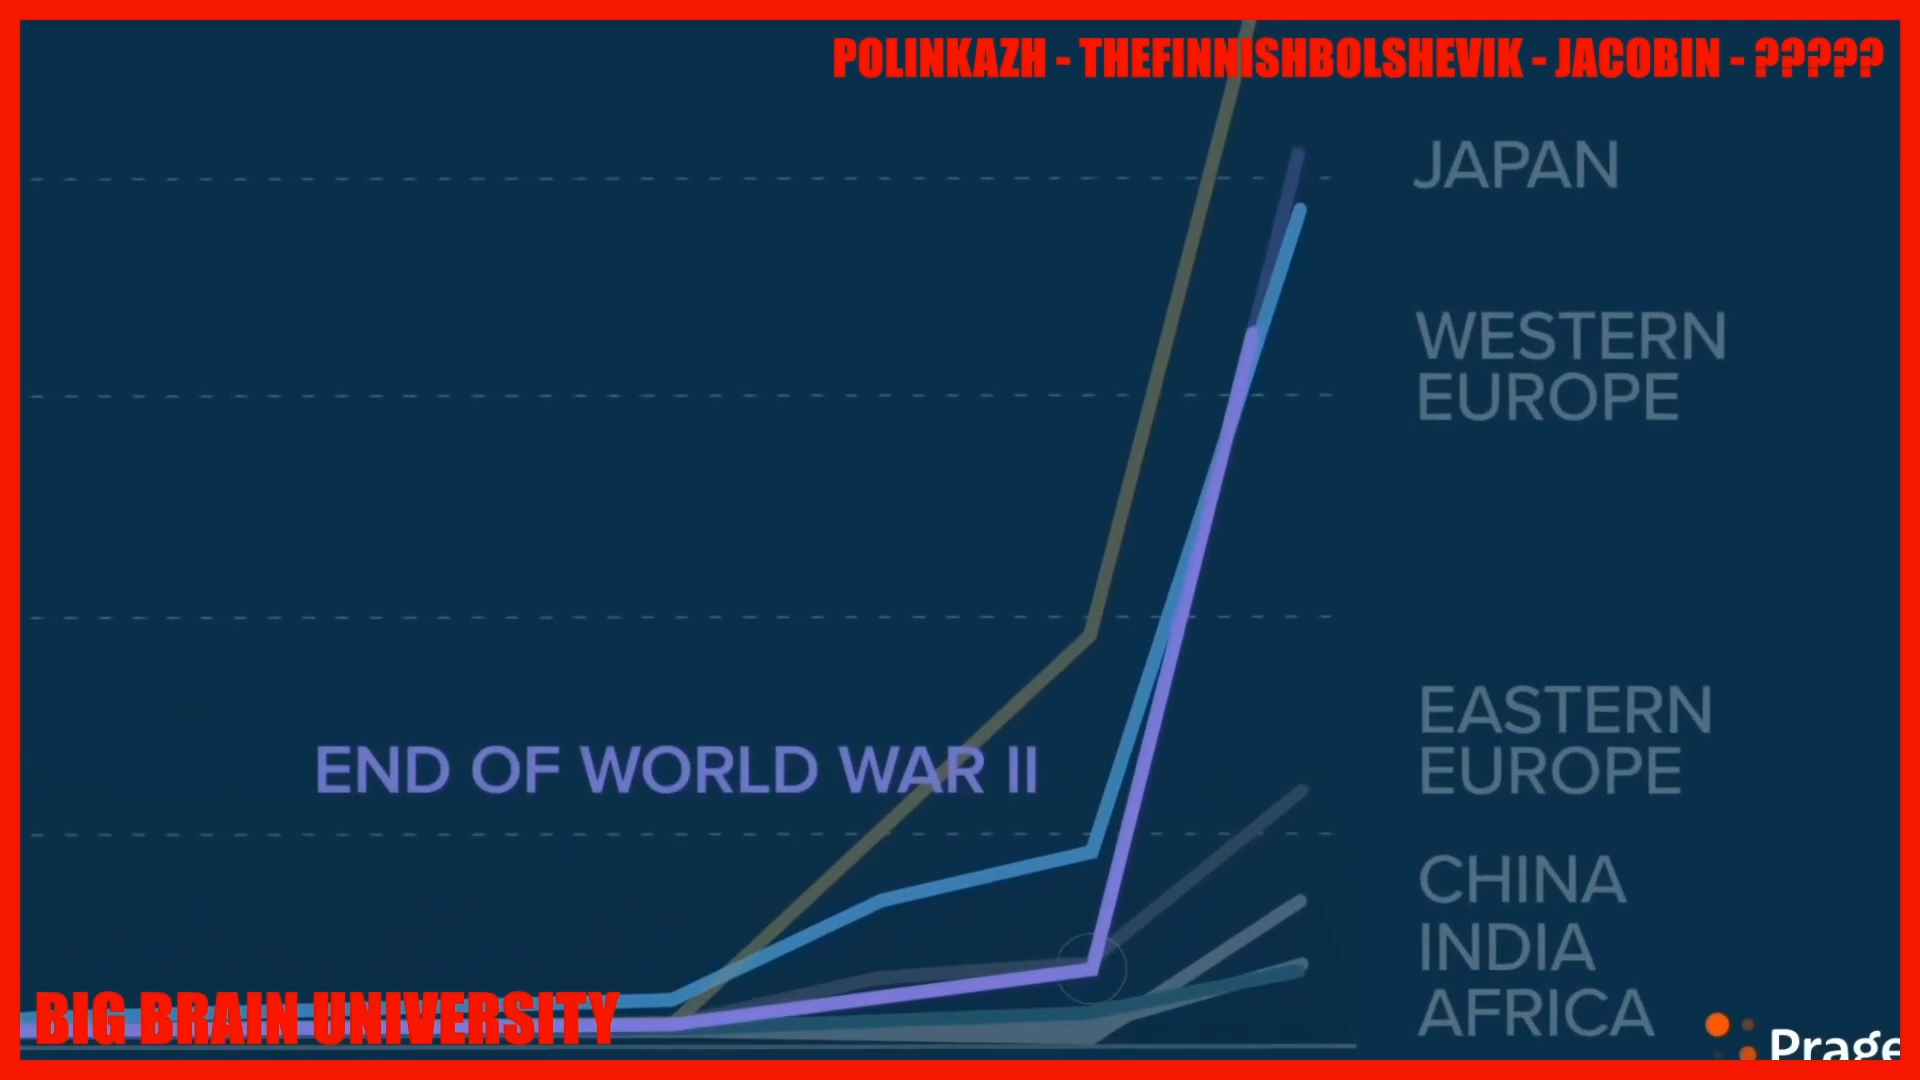 POLINKAZH - THEFINNISHBOLSHEVIK - JACOBIN - ?????
JAPAN
WESTERN
EUROPE
END OF WORLD WAR II
EASTERN
EUROPE
CHINA
INDIA
AFRICA
BIG BRAIN UNIVERSITY
Prage